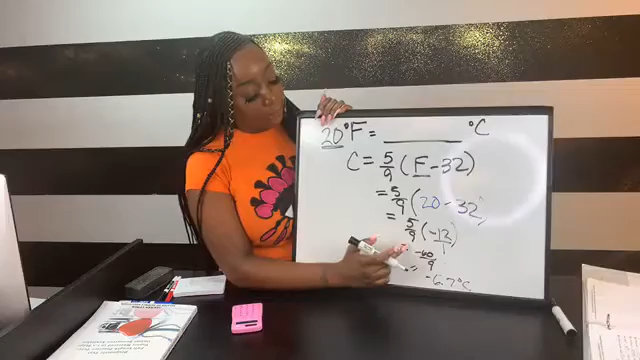 20°F = ________ °C
C = 5/9 (F - 32)
= 5/9 (20 - 32)
= 5/9 (-12)
= -60/9
-6.7°C